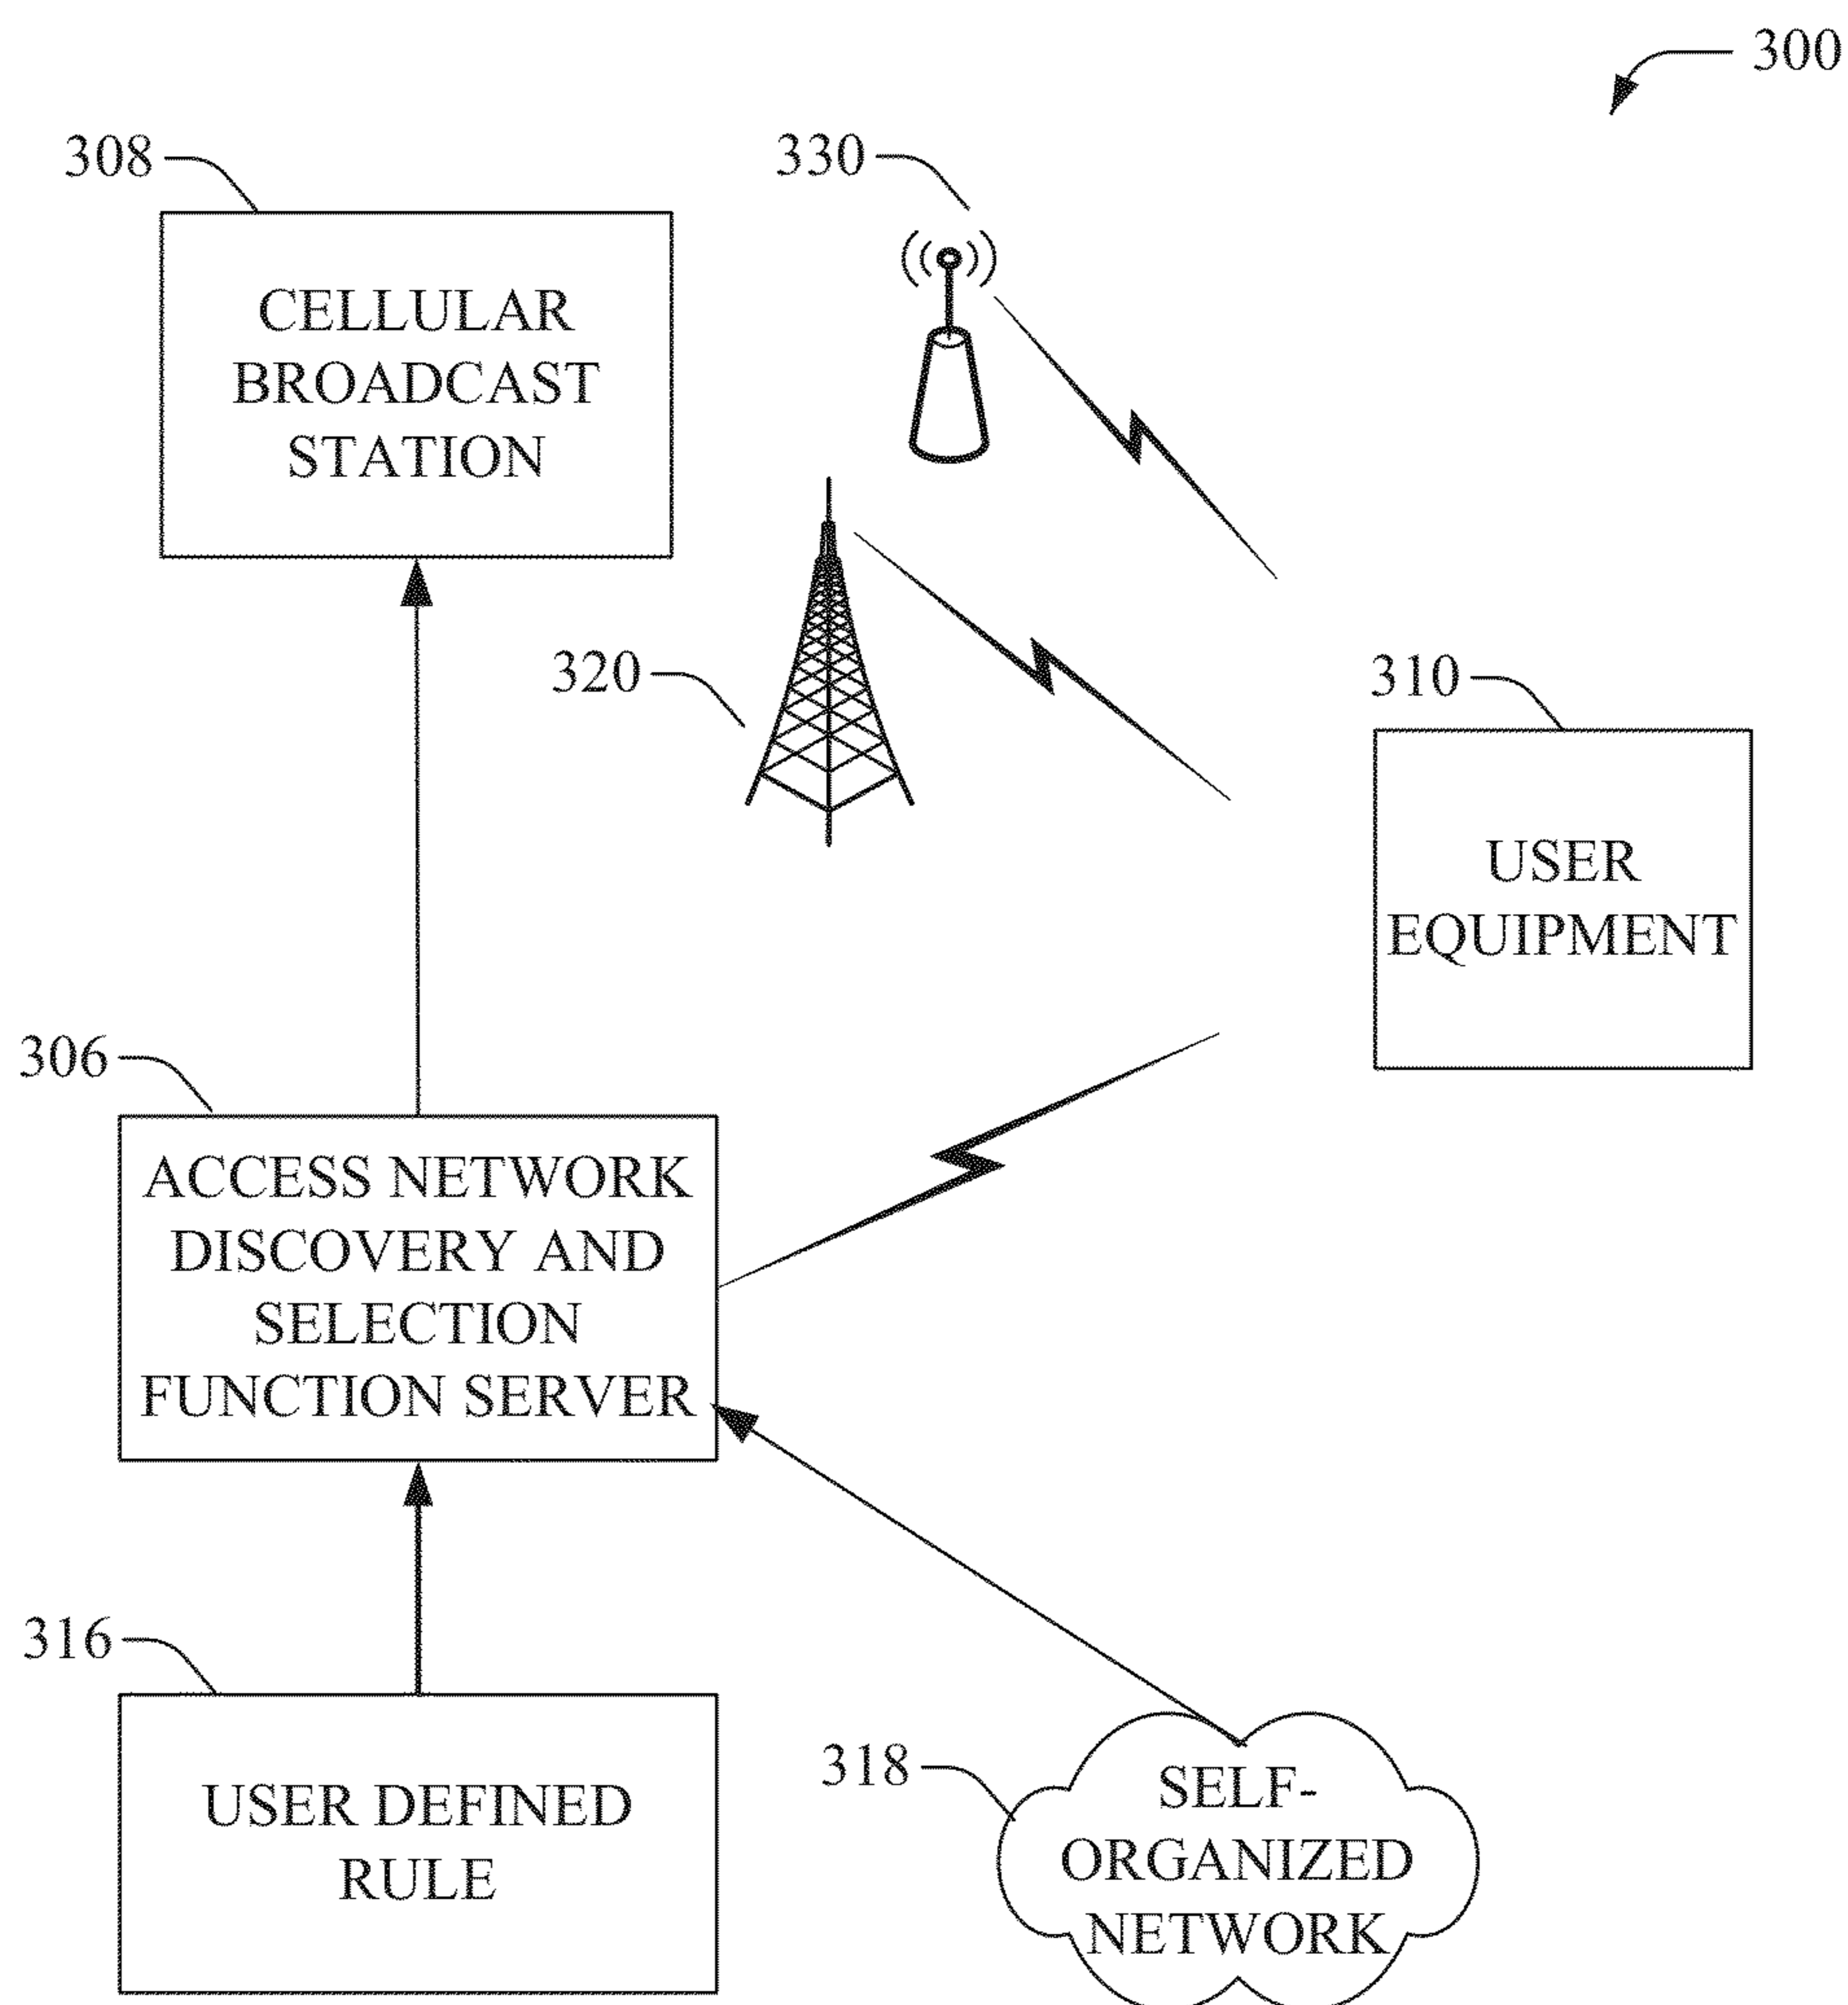 300
308
330
CELLULAR
BROADCAST
STATION
320
310
USER
EQUIPMENT
306
ACCESS NETWORK
DISCOVERY AND
SELECTION
FUNCTION SERVER
316
USER DEFINED
RULE
318
SELF-
ORGANIZED
NETWORK